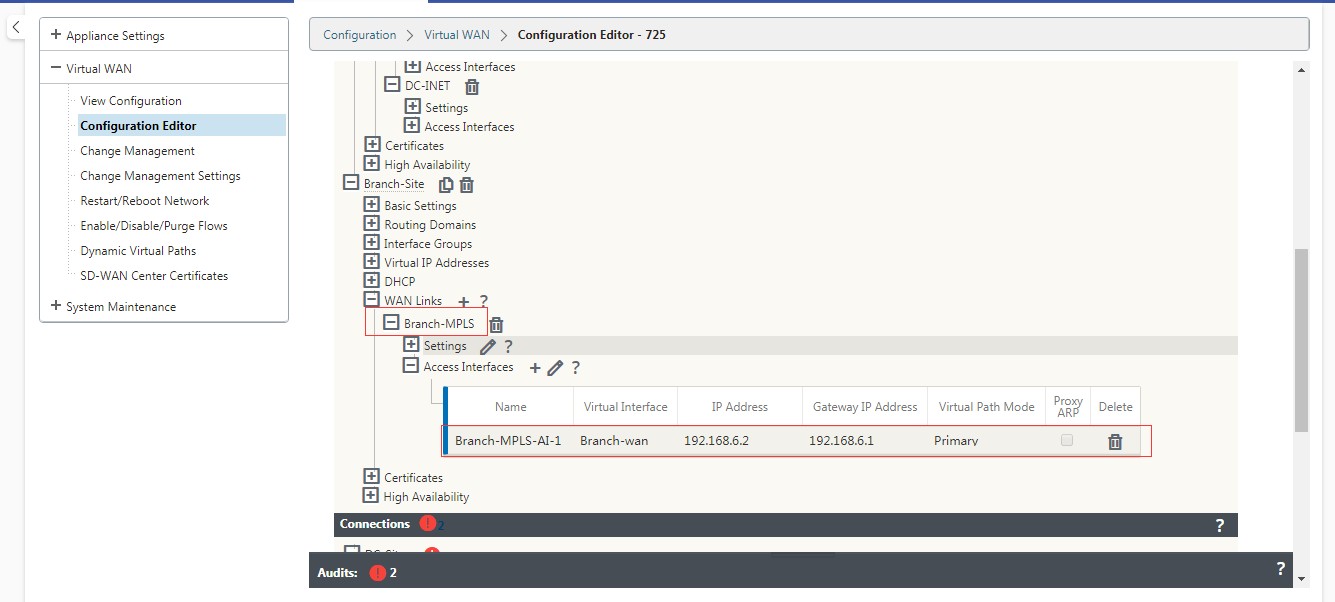 Appliance Settings
Virtual WAN
View Configuration
Configuration Editor
Change Management
Change Management Settings
Restart/Reboot Network
Enable/Disable/Purge Flows
Dynamic Virtual Paths
SD-WAN Center Certificates
System Maintenance
Configuration > Virtual WAN > Configuration Editor - 725
Access Interfaces
DC-INET
Settings
Access Interfaces
Certificates
High Availability
Branch-Site
Basic Settings
Routing Domains
Interface Groups
Virtual IP Addresses
DHCP
WAN Links + ?
Branch-MPLS
Settings ?
Access Interfaces + ?
Name Virtual Interface IP Address Gateway IP Address Virtual Path Mode Proxy ARP Delete
Branch-MPLS-AI-1 Branch-wan 192.168.6.2 192.168.6.1 Primary
Certificates
High Availability
Connections 2 ?
Audits: 2 ?